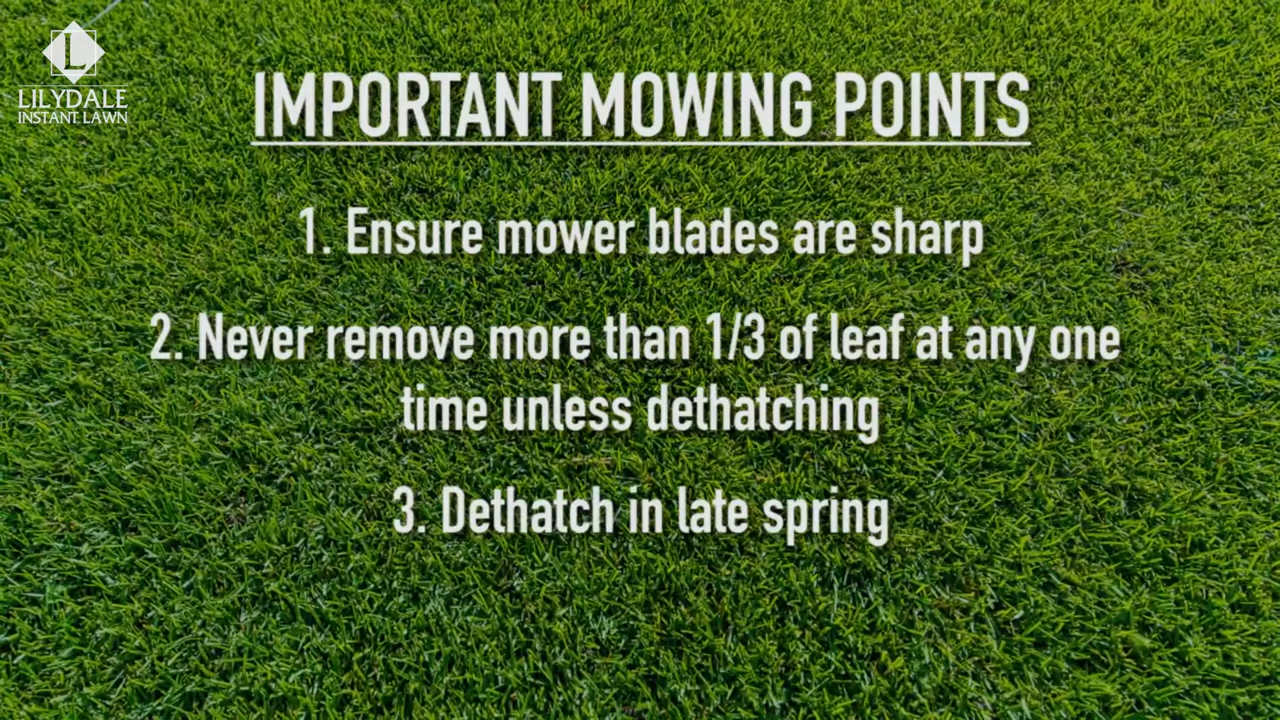 L
LILYDALE
INSTANT LAWN
IMPORTANT MOWING POINTS
1. Ensure mower blades are sharp
2. Never remove more than 1/3 of leaf at any one
time unless dethatching
3. Dethatch in late spring